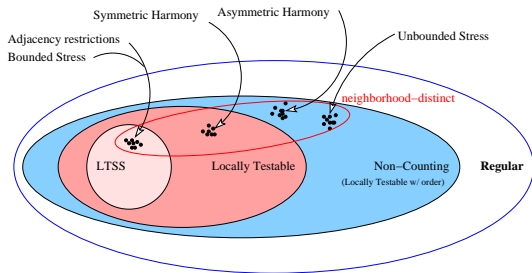 Symmetric Harmony
Asymmetric Harmony
Adjacency restrictions
Bounded Stress
Unbounded Stress
neighborhood−distinct
LTSS
Locally Testable
Non−Counting
(Locally Testable w/ order)
Regular